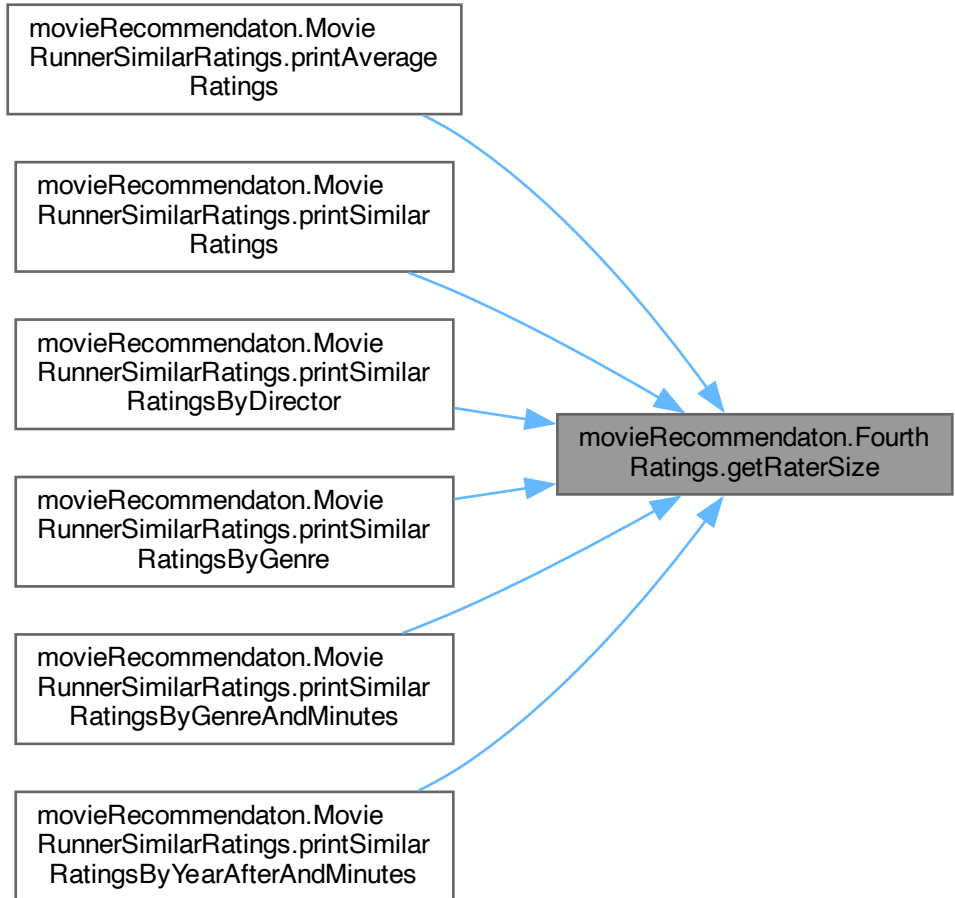 movieRecommendaton.Movie
RunnerSimilarRatings.printAverage
Ratings
movieRecommendaton.Movie
RunnerSimilarRatings.printSimilar
Ratings
movieRecommendaton.Movie
RunnerSimilarRatings.printSimilar
RatingsByDirector
movieRecommendaton.Fourth
Ratings.getRaterSize
movieRecommendaton.Movie
RunnerSimilarRatings.printSimilar
RatingsByGenre
movieRecommendaton.Movie
RunnerSimilarRatings.printSimilar
RatingsByGenreAndMinutes
movieRecommendaton.Movie
RunnerSimilarRatings.printSimilar
RatingsByYearAfterAndMinutes